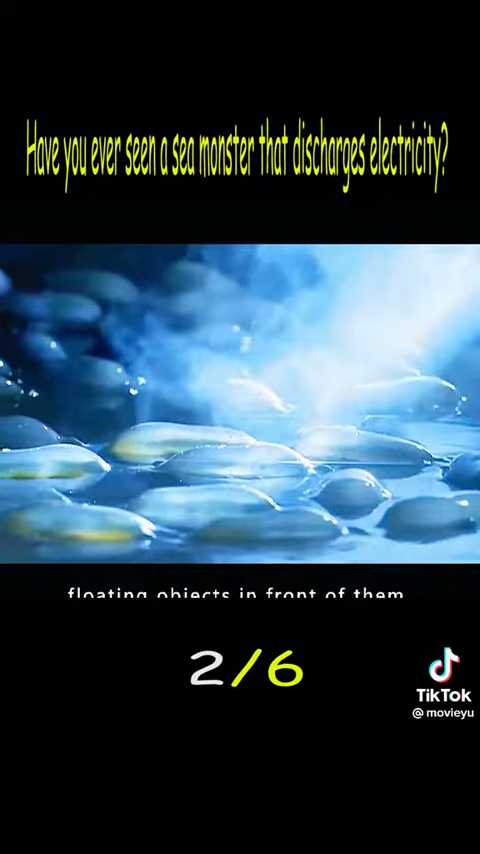 Have you ever seen a sea monster that discharges electricity?
floating objects in front of them
2/6
TikTok
@movieyu